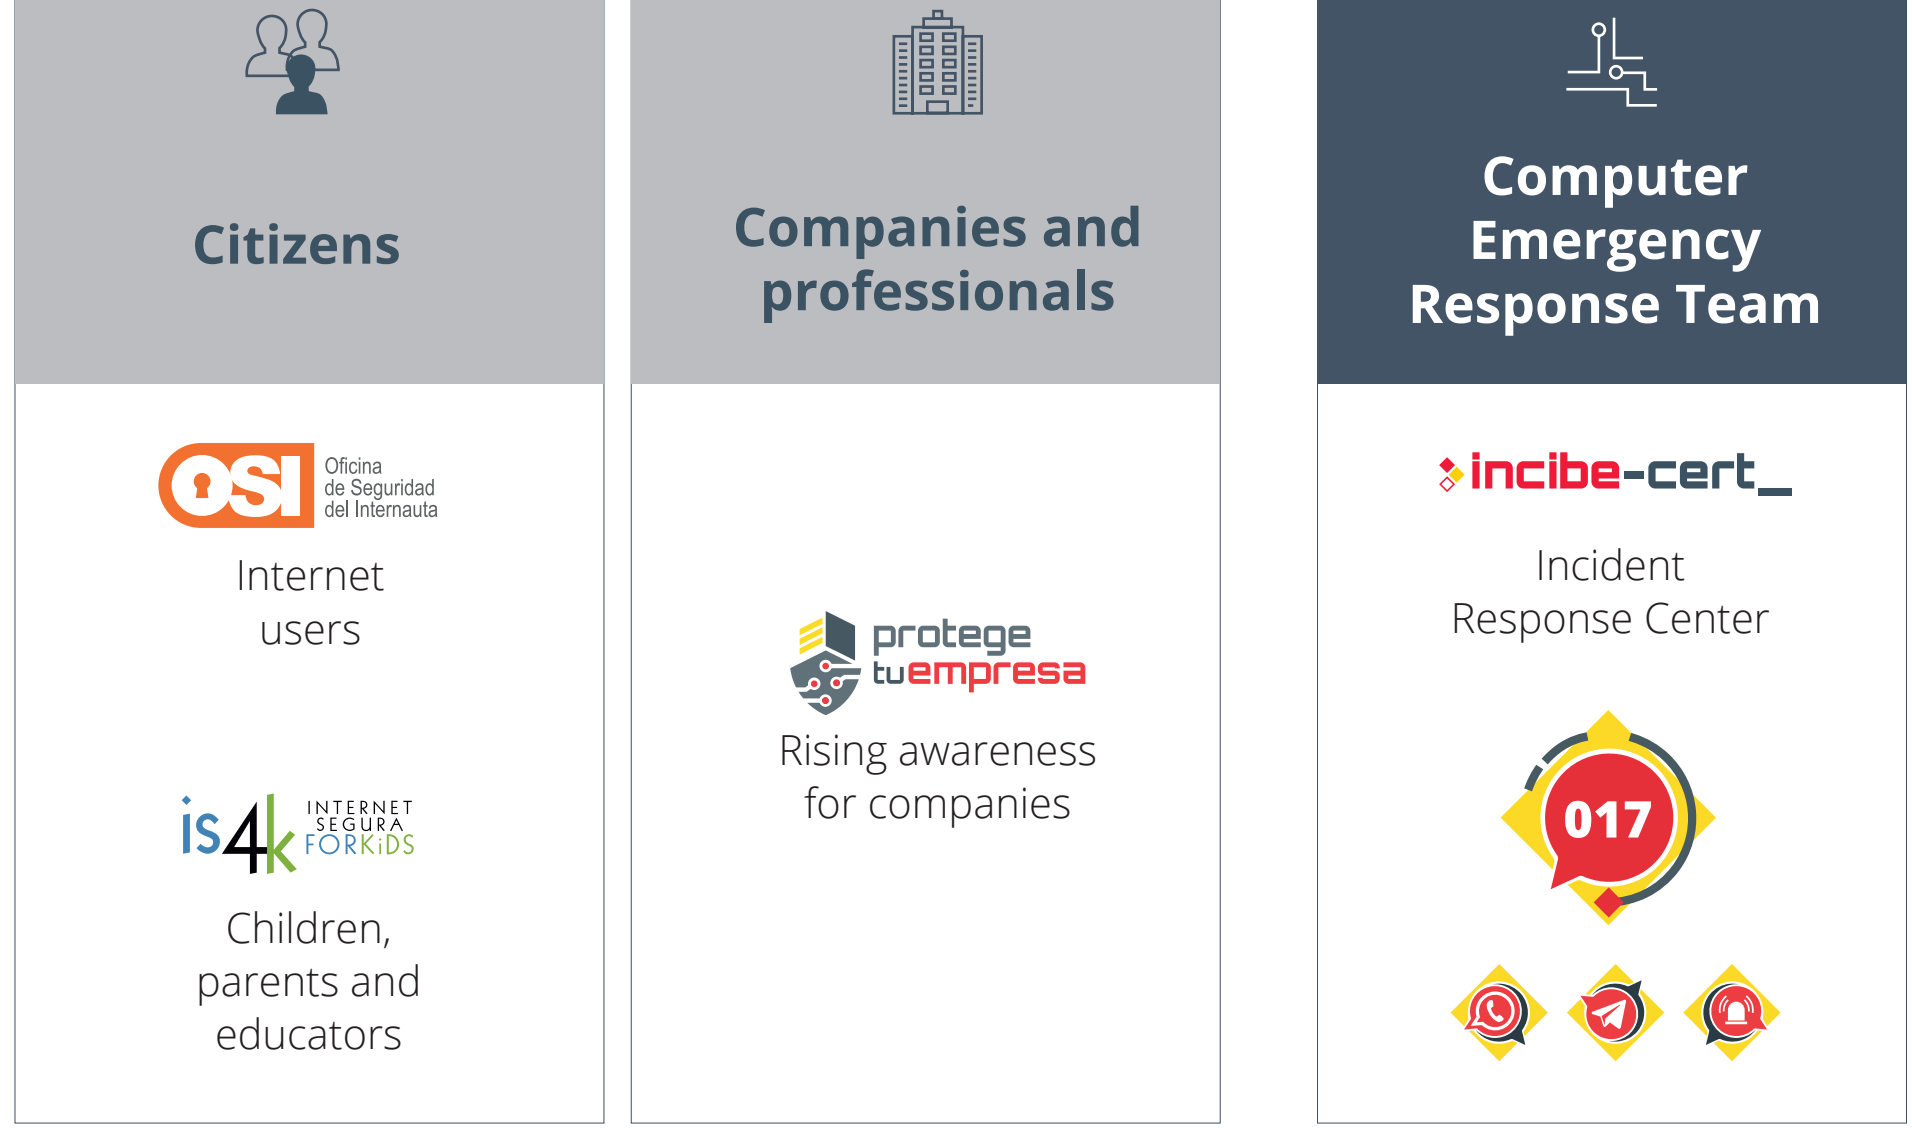 Citizens
OSI
Oficina
de Seguridad
del Internauta
Internet
users
is4k
INTERNET
SEGURA
FORKiDS
Children,
parents and
educators
Companies and
professionals
protege
tuempresa
Rising awareness
for companies
Computer
Emergency
Response Team
incibe-cert_
Incident
Response Center
017